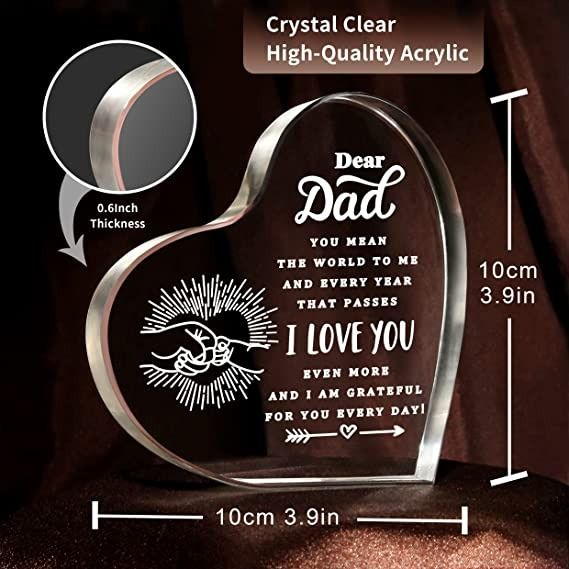 Crystal Clear
High-Quality Acrylic
0.6Inch
Thickness
Dear
Dad
YOU MEAN
THE WORLD TO ME
AND EVERY YEAR
THAT PASSES
I LOVE YOU
EVEN MORE
AND I AM GRATEFUL
FOR YOU EVERY DAY!
10cm
3.9in
10cm 3.9in